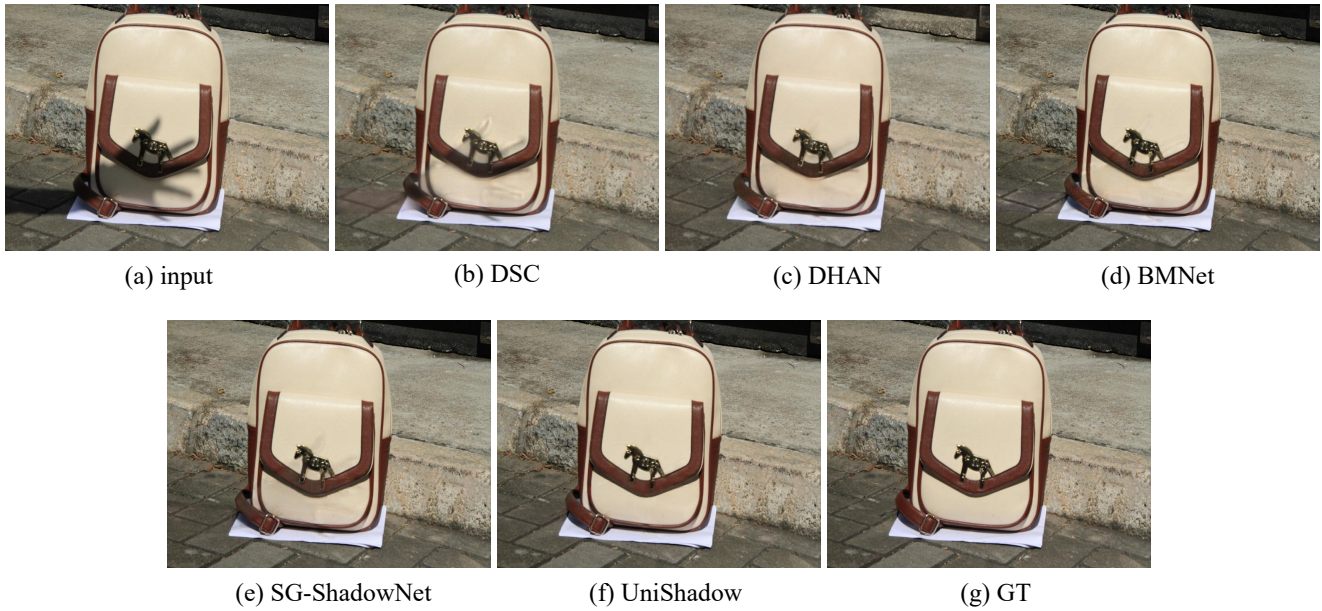 (a) input
(b) DSC
(c) DHAN
(d) BMNet
(e) SG-ShadowNet
(f) UniShadow
(g) GT